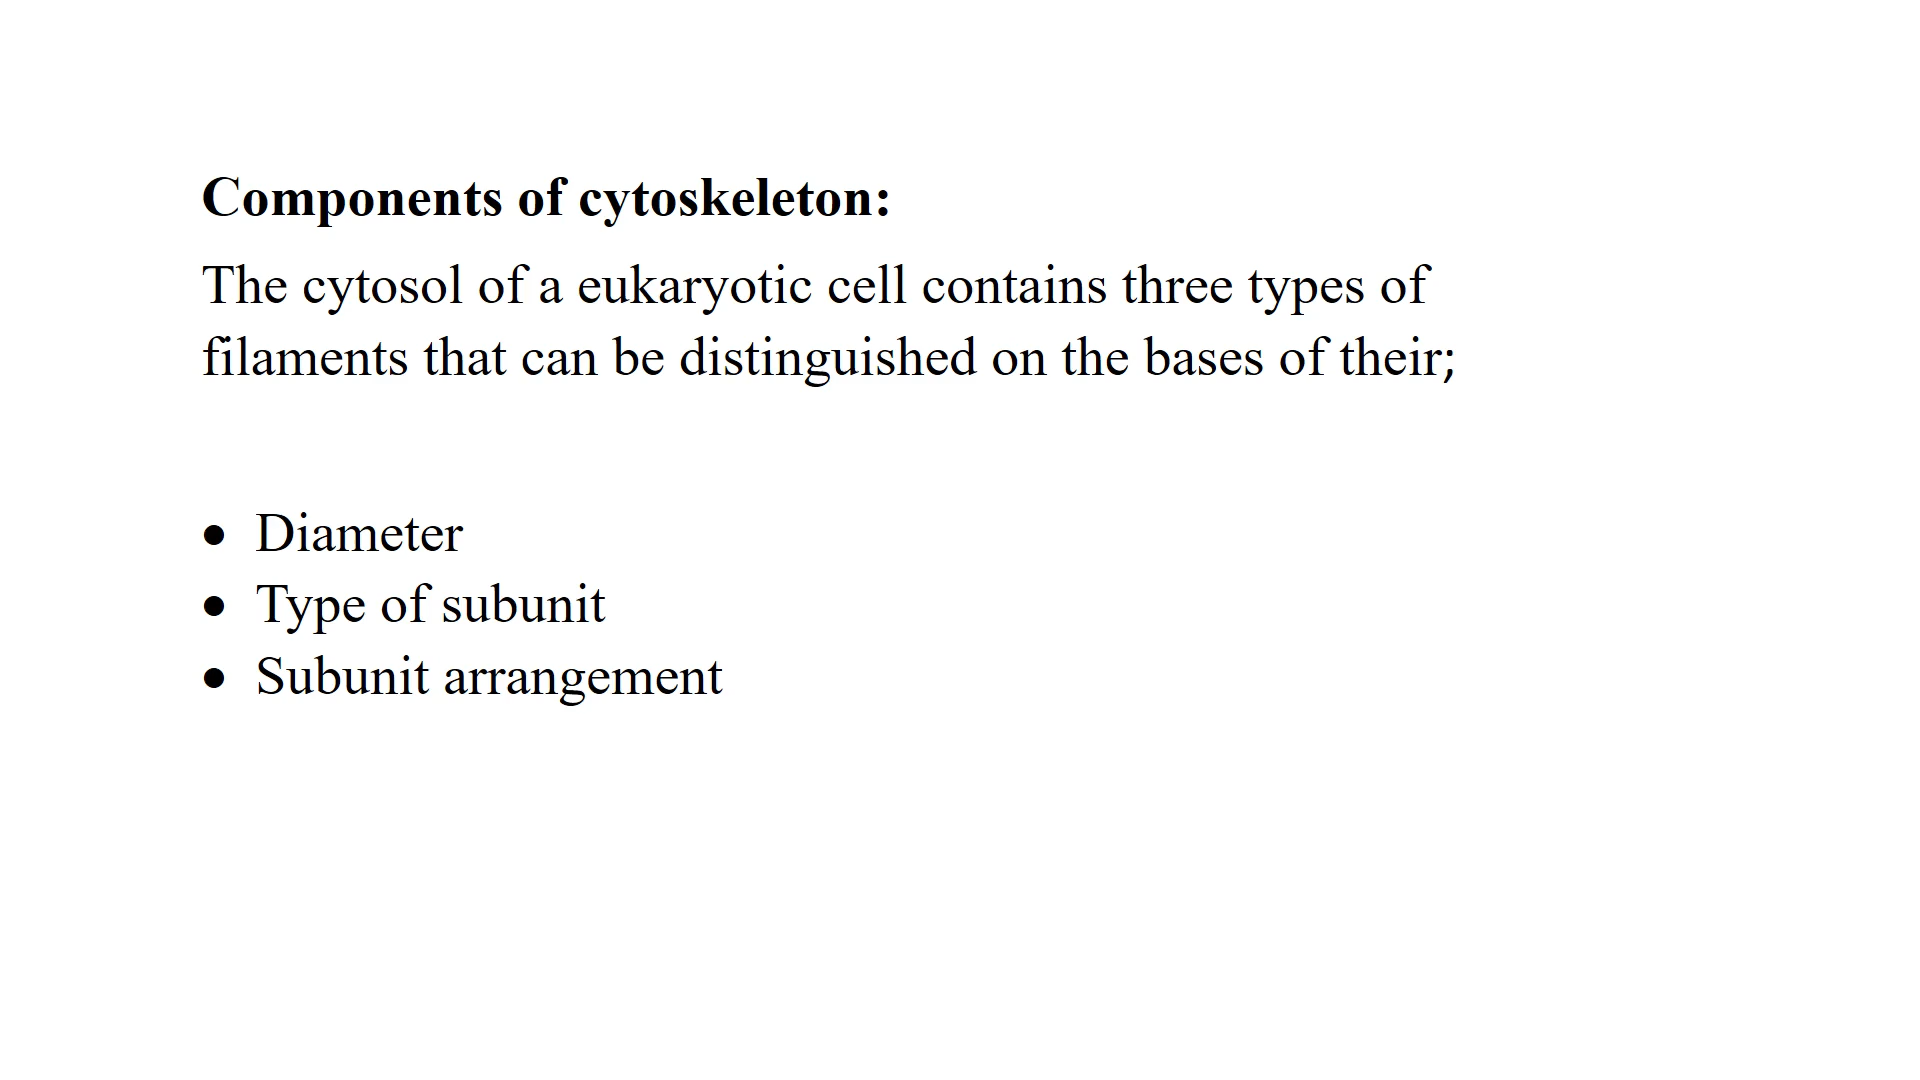 Components of cytoskeleton:
The cytosol of a eukaryotic cell contains three types of
filaments that can be distinguished on the bases of their;
• Diameter
• Type of subunit
• Subunit arrangement